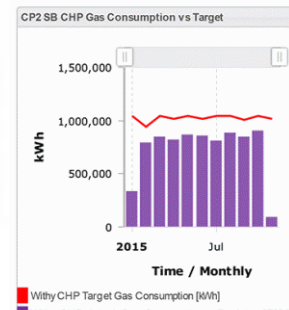 CP2 SB CHP Gas Consumption vs Target
1,500,000
1,000,000
500,000
0
kWh
2015
Jul
Time / Monthly
Withy CHP Target Gas Consumption [kWh]